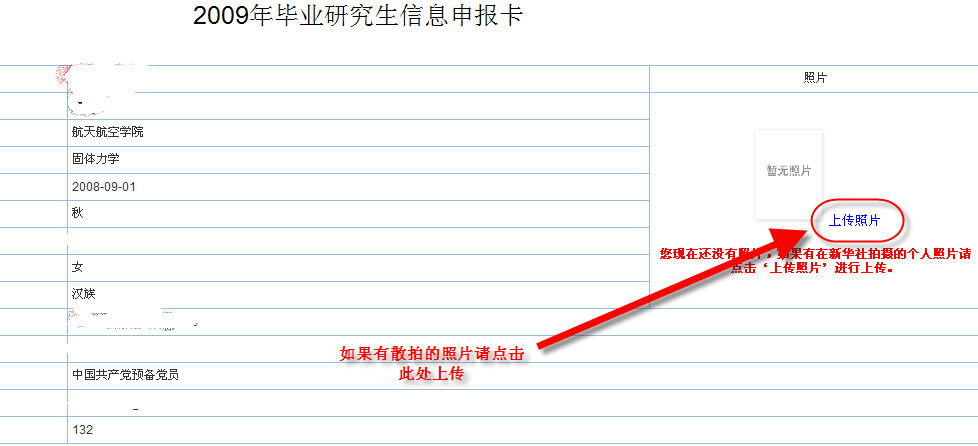 2009年毕业研究生信息申报卡
照片
航天航空学院
固体力学
2008-09-01
秋
女
汉族
中国共产党预备党员
132
暂无照片
上传照片
您现在还没有照片，如果有在新华社拍摄的个人照片请
点击‘上传照片’进行上传。
如果有散拍的照片请点击
此处上传